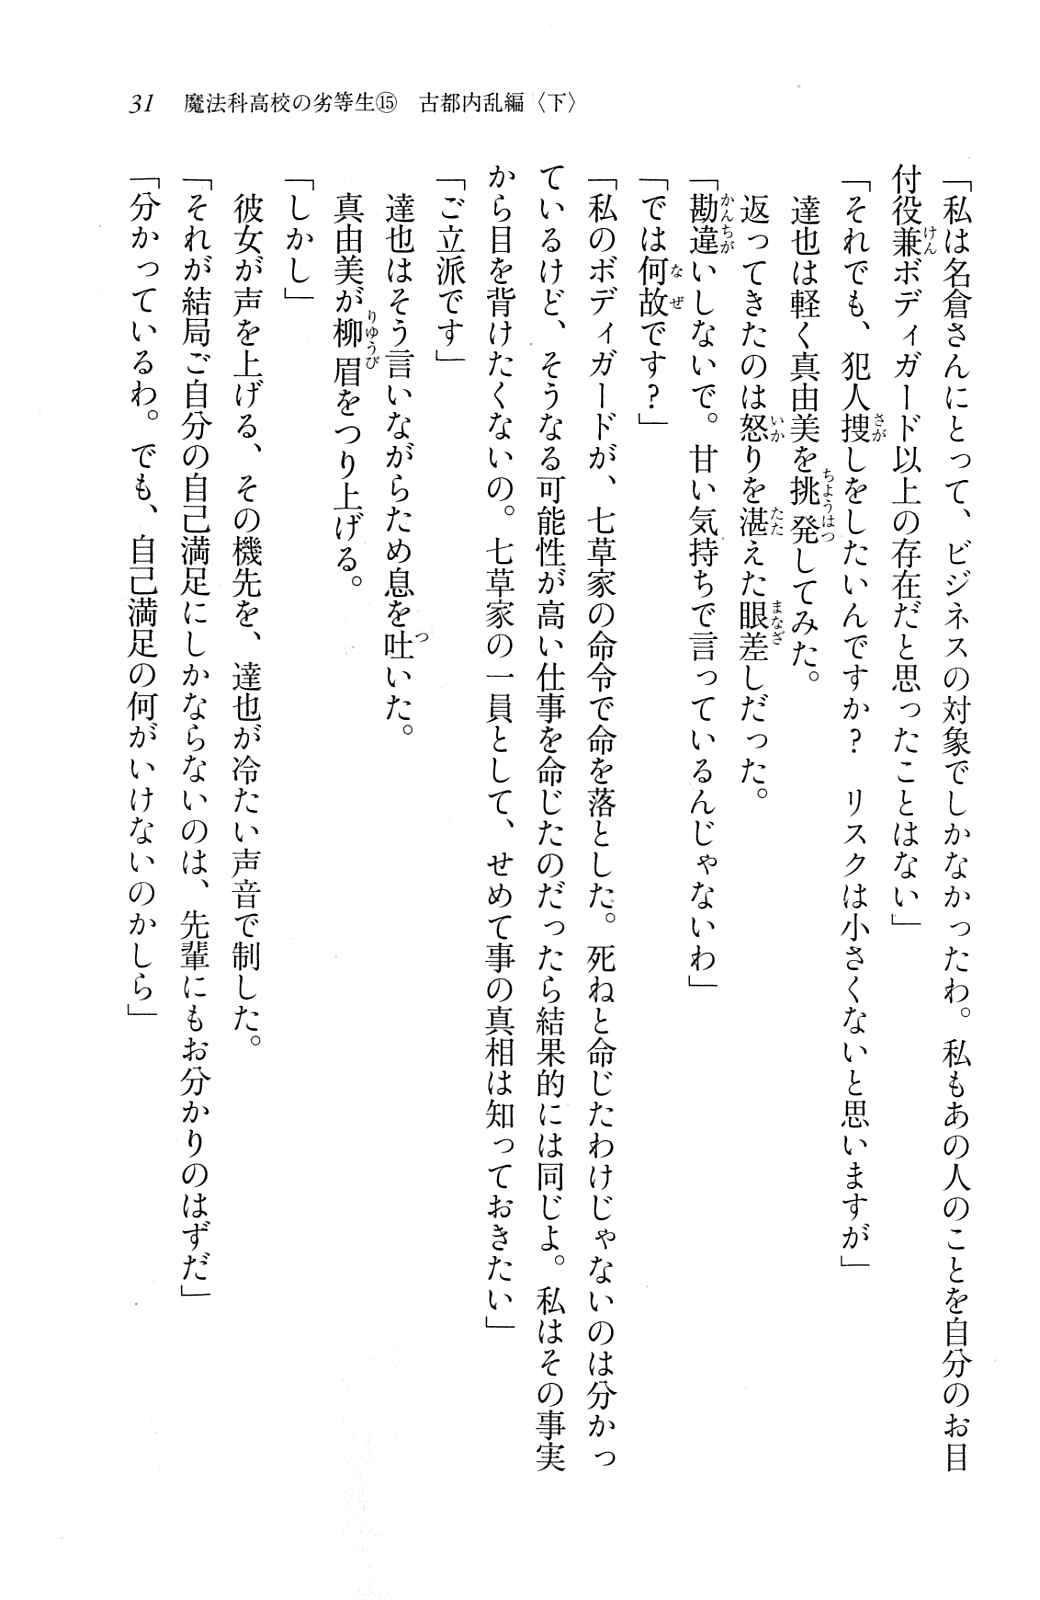 31　魔法科高校の劣等生⑮　古都内乱編〈下〉
「私は名倉さんにとって、ビジネスの対象でしかなかったわ。私もあの人のことを自分のお目
付役兼ボディガード以上の存在だと思ったことはない」
「それでも、犯人捜しをしたいんですか？　リスクは小さくないと思いますが」
　達也は軽く真由美を挑発してみた。
　返ってきたのは怒りを湛えた眼差しだった。
「勘違いしないで。甘い気持ちで言っているんじゃないわ」
「では何故です？」
「私のボディガードが、七草家の命令で命を落とした。死ねと命じたわけじゃないのは分かっ
ているけど、そうなる可能性が高い仕事を命じたのだったら結果的には同じよ。私はその事実
から目を背けたくないの。七草家の一員として、せめて事の真相は知っておきたい」
「ご立派です」
　達也はそう言いながらため息を吐いた。
　真由美が柳眉をつり上げる。
「しかし」
　彼女が声を上げる、その機先を、達也が冷たい声音で制した。
「それが結局ご自分の自己満足にしかならないのは、先輩にもお分かりのはずだ」
「分かっているわ。でも、自己満足の何がいけないのかしら」